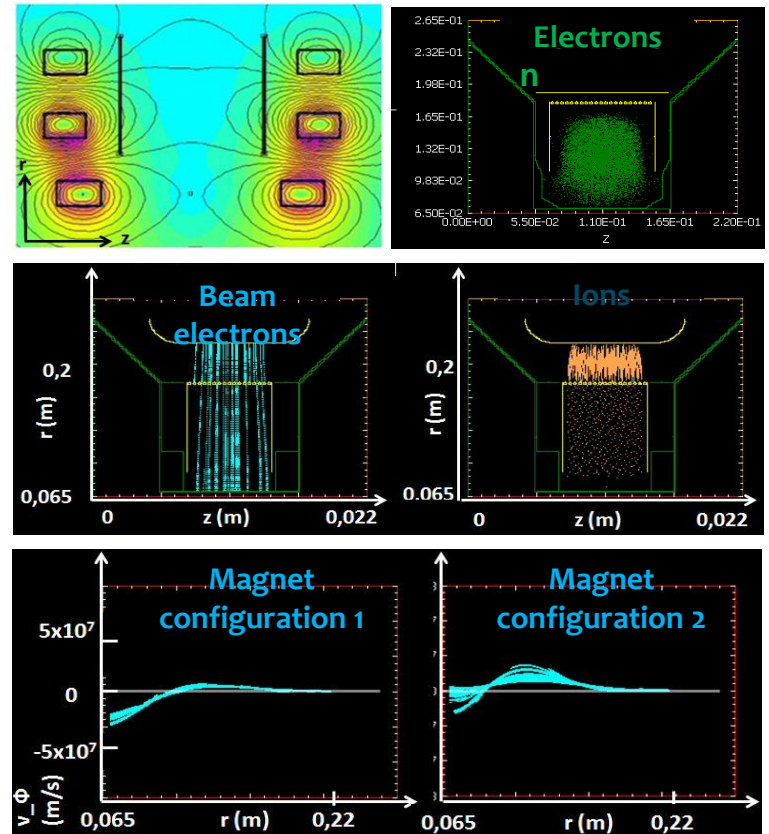 r
z
Electrons
n
2.65E-01
2.32E-01
1.98E-01
1.65E-01
1.32E-01
9.83E-02
6.50E-02
0.00E+00 5.50E-02 1.10E-01 1.65E-01 2.20E-01
Z
Beam
electrons
r (m)
0,2
0,065
0
z (m)
0,022
Ions
r (m)
0,2
0.065
0
z (m)
0,022
Magnet
configuration 1
5x10⁷
0
-5x10⁷
v_Φ
(m/s)
0,065
r (m)
0,22
Magnet
configuration 2
0,065
r (m)
0,22